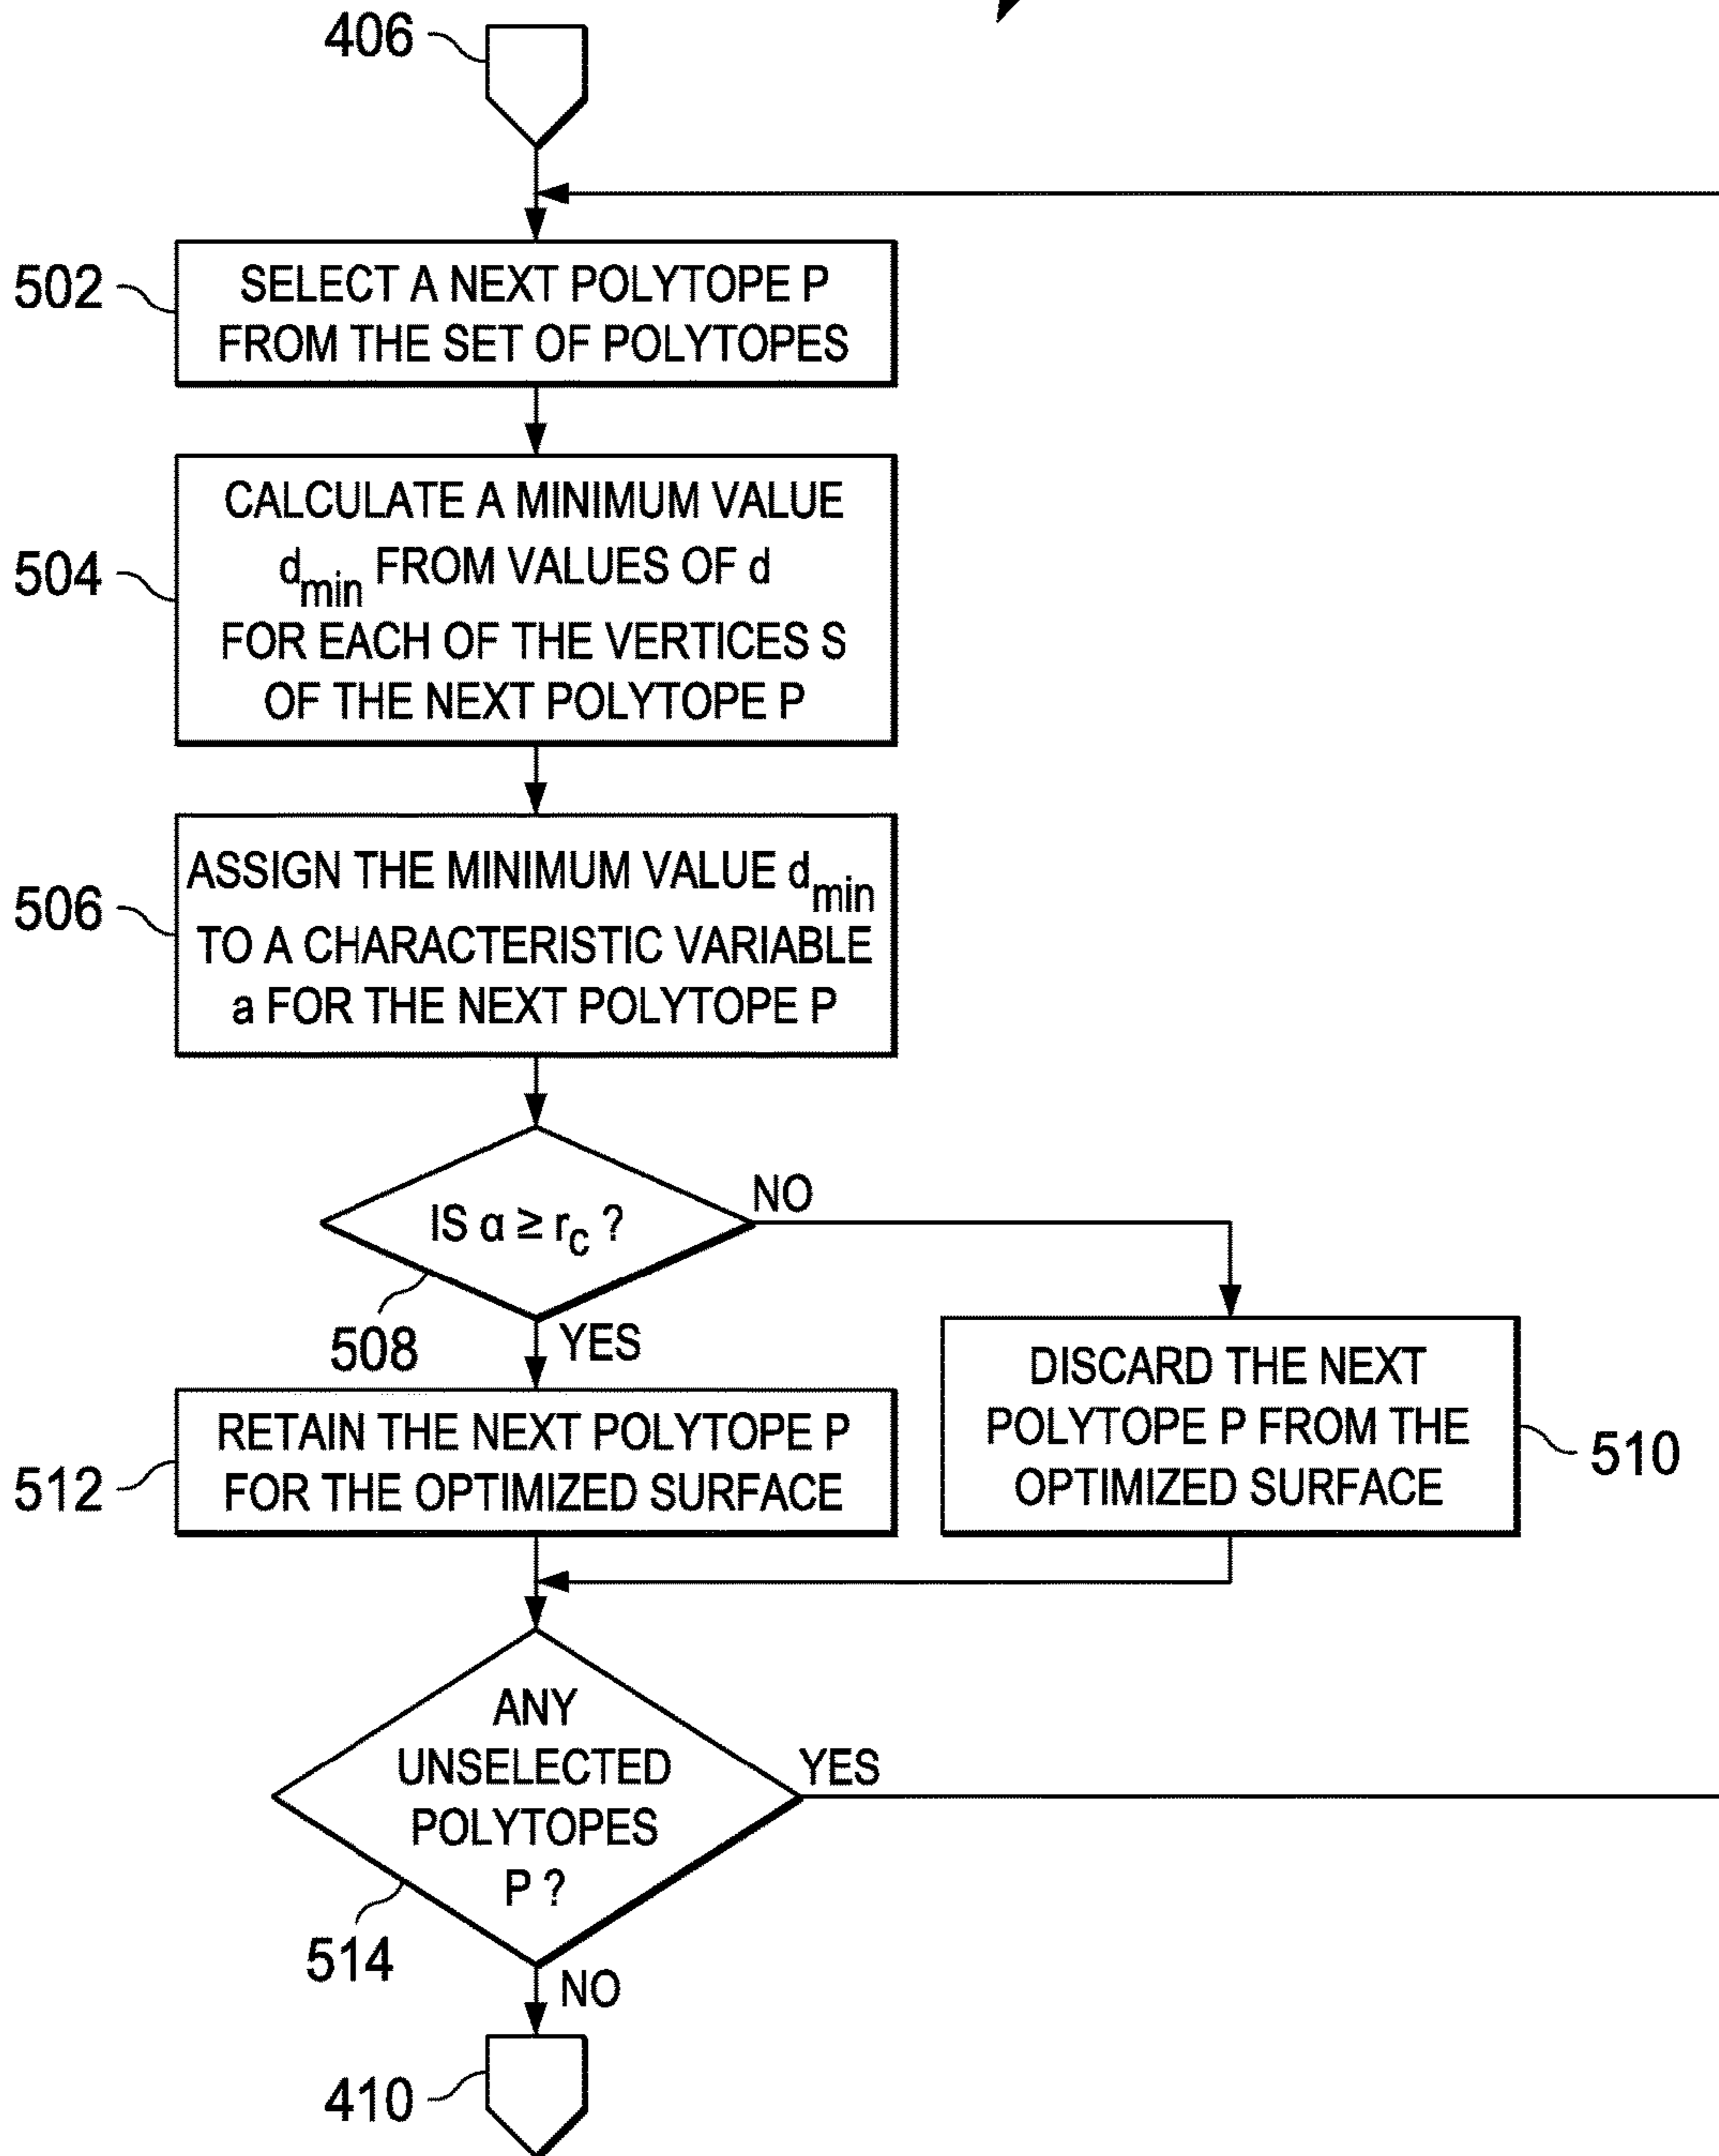 406
502
SELECT A NEXT POLYTOPE P
FROM THE SET OF POLYTOPES
504
CALCULATE A MINIMUM VALUE
dmin FROM VALUES OF d
FOR EACH OF THE VERTICES S
OF THE NEXT POLYTOPE P
506
ASSIGN THE MINIMUM VALUE dmin
TO A CHARACTERISTIC VARIABLE
a FOR THE NEXT POLYTOPE P
IS α ≥ rc ?
NO
508
YES
512
RETAIN THE NEXT POLYTOPE P
FOR THE OPTIMIZED SURFACE
DISCARD THE NEXT
POLYTOPE P FROM THE
OPTIMIZED SURFACE
510
ANY
UNSELECTED
POLYTOPES
P ?
YES
514
NO
410